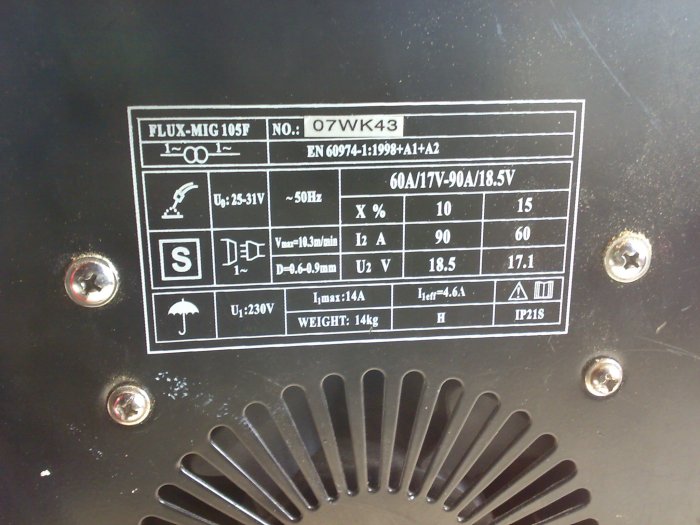 FLUX-MIG 105F NO.: 07WK43
1~ 1~ EN 60974-1:1998+A1+A2
U₀: 25-31V ~50Hz 60A/17V-90A/18.5V
X % 10 15
S 1~ Vmax=10.3m/min I2 A 90 60
D=0.6-0.9mm U2 V 18.5 17.1
U₁:230V I₁max:14A I₁eff=4.6A
WEIGHT: 14kg H IP21S